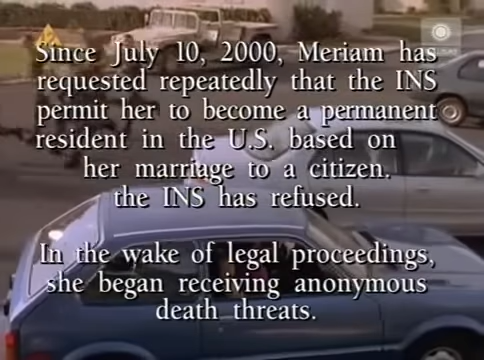 Since July 10, 2000, Meriam has
requested repeatedly that the INS
permit her to become a permanent
resident in the U.S. based on
her marriage to a citizen.
the INS has refused.
In the wake of legal proceedings,
she began receiving anonymous
death threats.